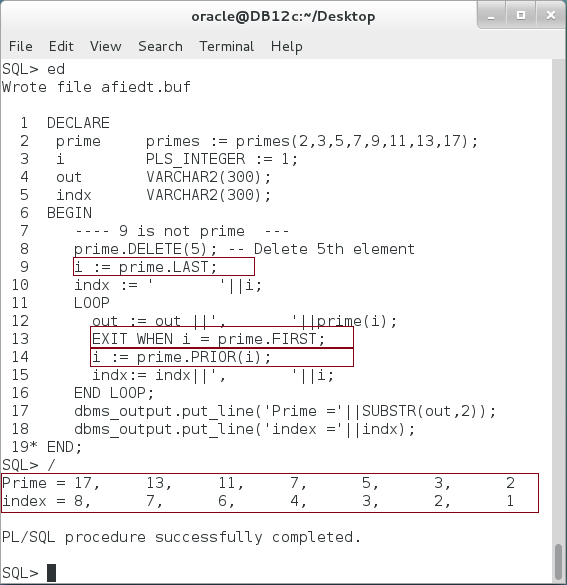 oracle@DB12c:~/Desktop
File Edit View Search Terminal Help
SQL> ed
Wrote file afiedt.buf
1 DECLARE
2 prime primes := primes(2,3,5,7,9,11,13,17);
3 i PLS_INTEGER := 1;
4 out VARCHAR2(300);
5 indx VARCHAR2(300);
6 BEGIN
7 ---- 9 is not prime ---
8 prime.DELETE(5); -- Delete 5th element
9 i := prime.LAST;
10 indx := '       '||i;
11 LOOP
12 out := out ||',       '||prime(i);
13 EXIT WHEN i = prime.FIRST;
14 i := prime.PRIOR(i);
15 indx:= indx||',       '||i;
16 END LOOP;
17 dbms_output.put_line('Prime ='||SUBSTR(out,2));
18 dbms_output.put_line('index ='||indx);
19* END;
SQL> /
Prime = 17, 13, 11, 7, 5, 3, 2
index = 8, 7, 6, 4, 3, 2, 1
PL/SQL procedure successfully completed.
SQL>